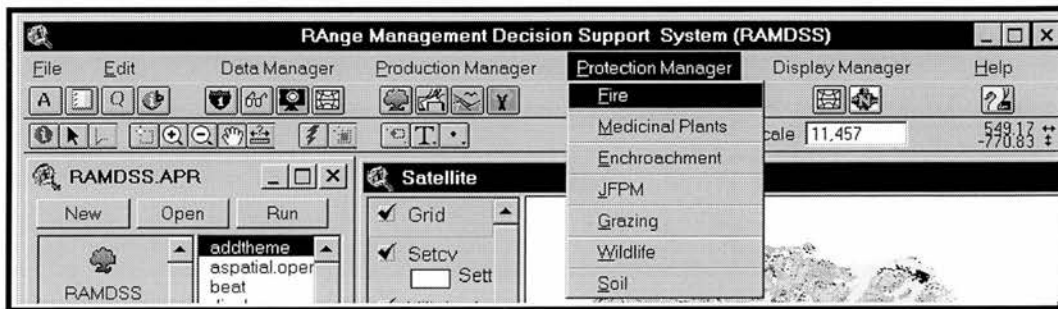 RAnge Management Decision Support System (RAMDSS)
File Edit Data Manager Production Manager Protection Manager Display Manager Help
A Q
Fire
Medicinal Plants
Enchroachment
JFPM
Grazing
Wildlife
Soil
cale 11,457 549.17
-770.83
T
RAMDSS.APR
New Open Run
RAMDSS
addtheme
aspatial.oper
beat
Satellite
Grid
Setcv
Sett